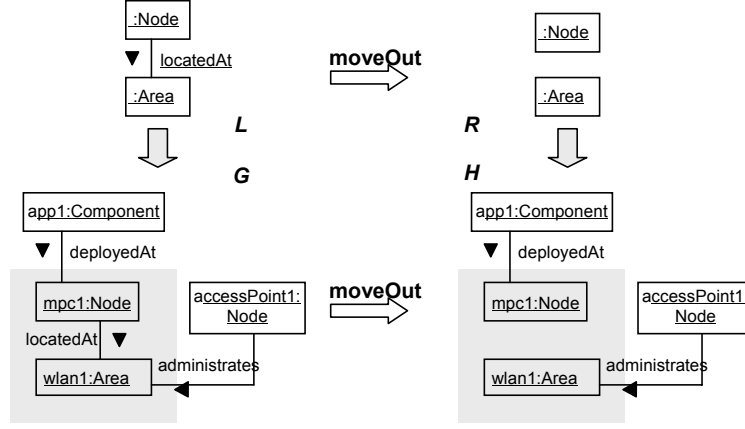 :Node
locatedAt
:Area
moveOut
:Node
:Area
L
R
G
H
app1:Component
deployedAt
mpc1:Node
locatedAt
wlan1:Area
accessPoint1:
Node
administrates
moveOut
app1:Component
deployedAt
mpc1:Node
wlan1:Area
accessPoint1
Node
administrates